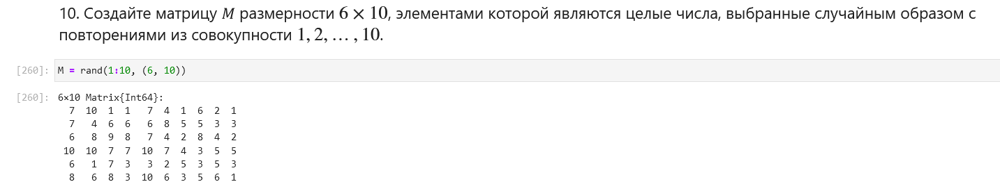 10. Создайте матрицу M размерности 6 × 10, элементами которой являются целые числа, выбранные случайным образом с
повторениями из совокупности 1, 2, … , 10.
[260]: M = rand(1:10, (6, 10))
[260]: 6×10 Matrix{Int64}:
7 10 1 1 7 4 1 6 2 1
7 4 6 6 6 8 5 5 3 3
6 8 9 8 7 4 2 8 4 2
10 10 7 7 10 7 4 3 5 5
6 1 7 3 3 2 5 3 5 3
8 6 8 3 10 6 3 5 6 1